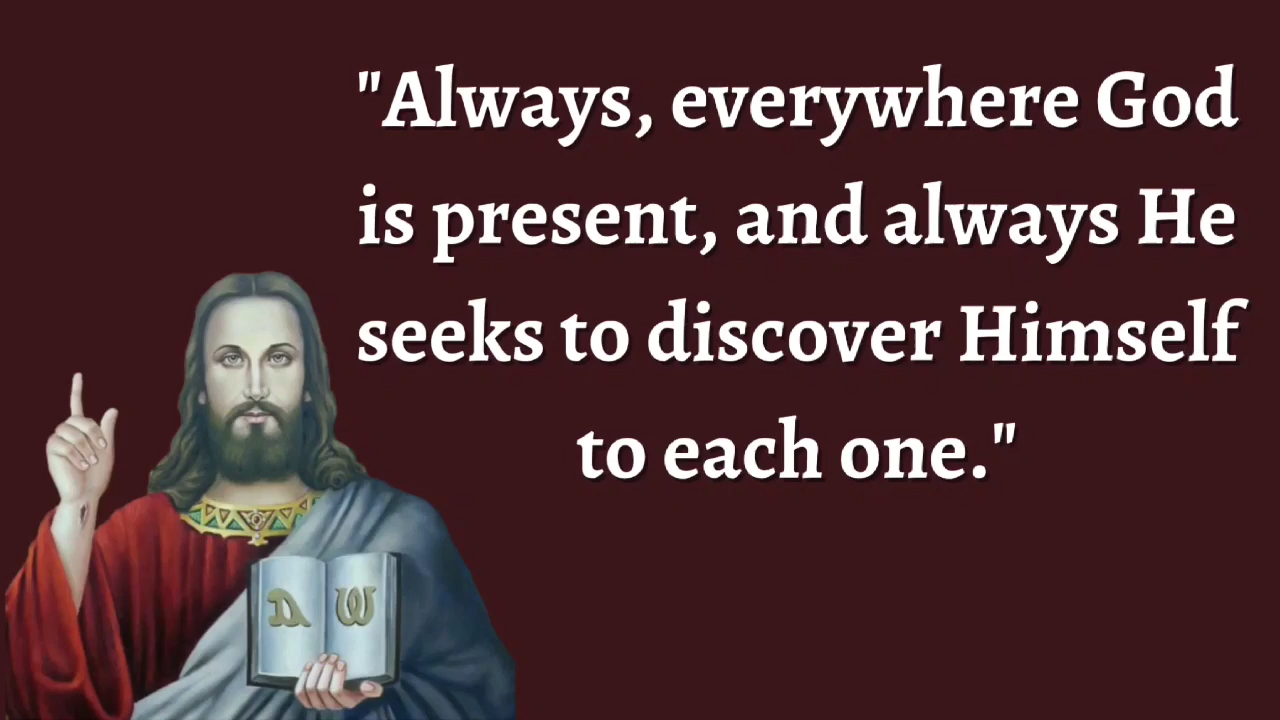 "Always, everywhere God
is present, and always He
seeks to discover Himself
to each one."